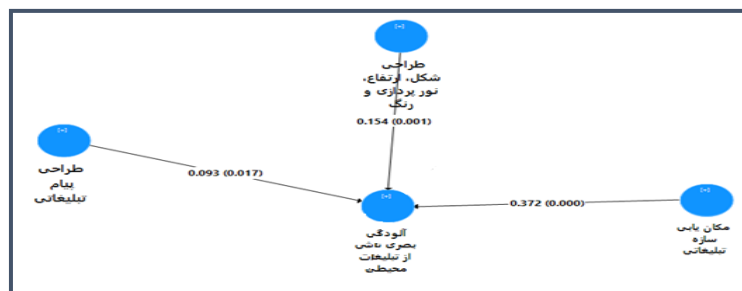 [+]
طراحی
شکل، ارتفاع،
نور پردازی و
رنگ
0.154 (0.001)
[+]
طراحی
پیام
تبلیغاتی
0.093 (0.017)
[+]
مکان یابی
سازه
تبلیغاتی
0.372 (0.000)
[+]
آلودگی
بصری ناشی
از تبلیغات
محیطی